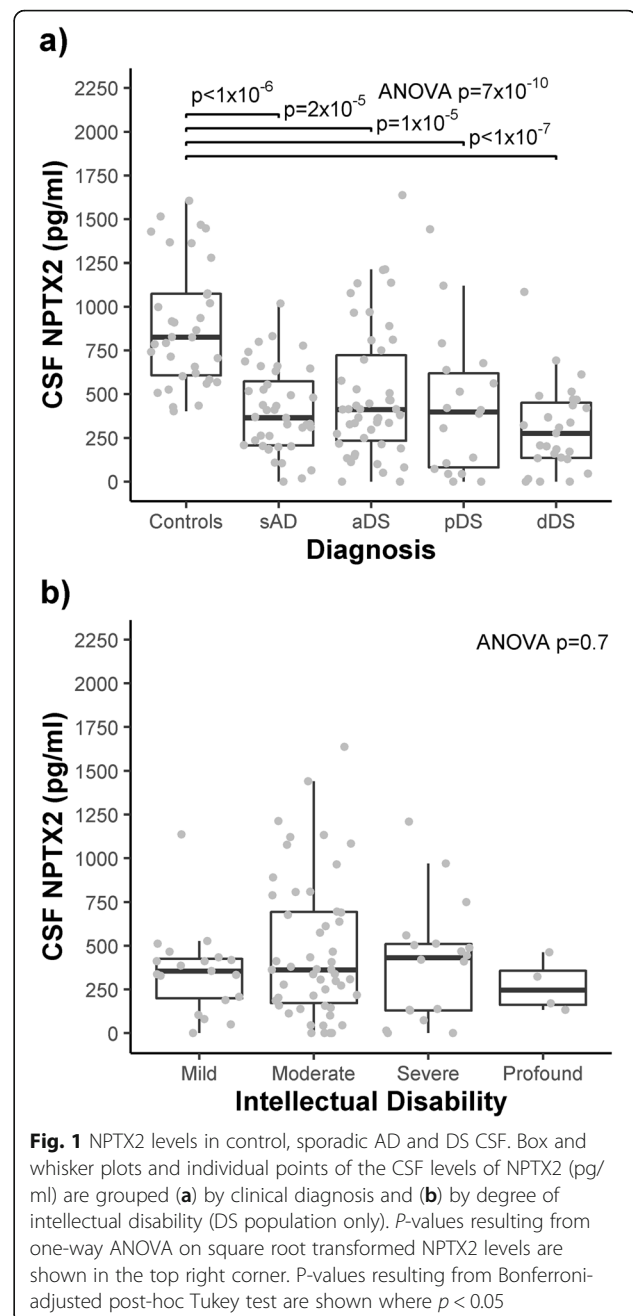 a)
2250
2000
1750
1500
1250
1000
750
500
250
0
CSF NPTX2 (pg/ml)
p<1x10⁻⁶
p=2x10⁻⁵
ANOVA p=7x10⁻¹⁰
p=1x10⁻⁵
p<1x10⁻⁷
Controls sAD aDS pDS dDS
Diagnosis
b)
2250
2000
1750
1500
1250
1000
750
500
250
0
CSF NPTX2 (pg/ml)
ANOVA p=0.7
Mild Moderate Severe Profound
Intellectual Disability
Fig. 1 NPTX2 levels in control, sporadic AD and DS CSF. Box and
whisker plots and individual points of the CSF levels of NPTX2 (pg/
ml) are grouped (a) by clinical diagnosis and (b) by degree of
intellectual disability (DS population only). P-values resulting from
one-way ANOVA on square root transformed NPTX2 levels are
shown in the top right corner. P-values resulting from Bonferroni-
adjusted post-hoc Tukey test are shown where p < 0.05